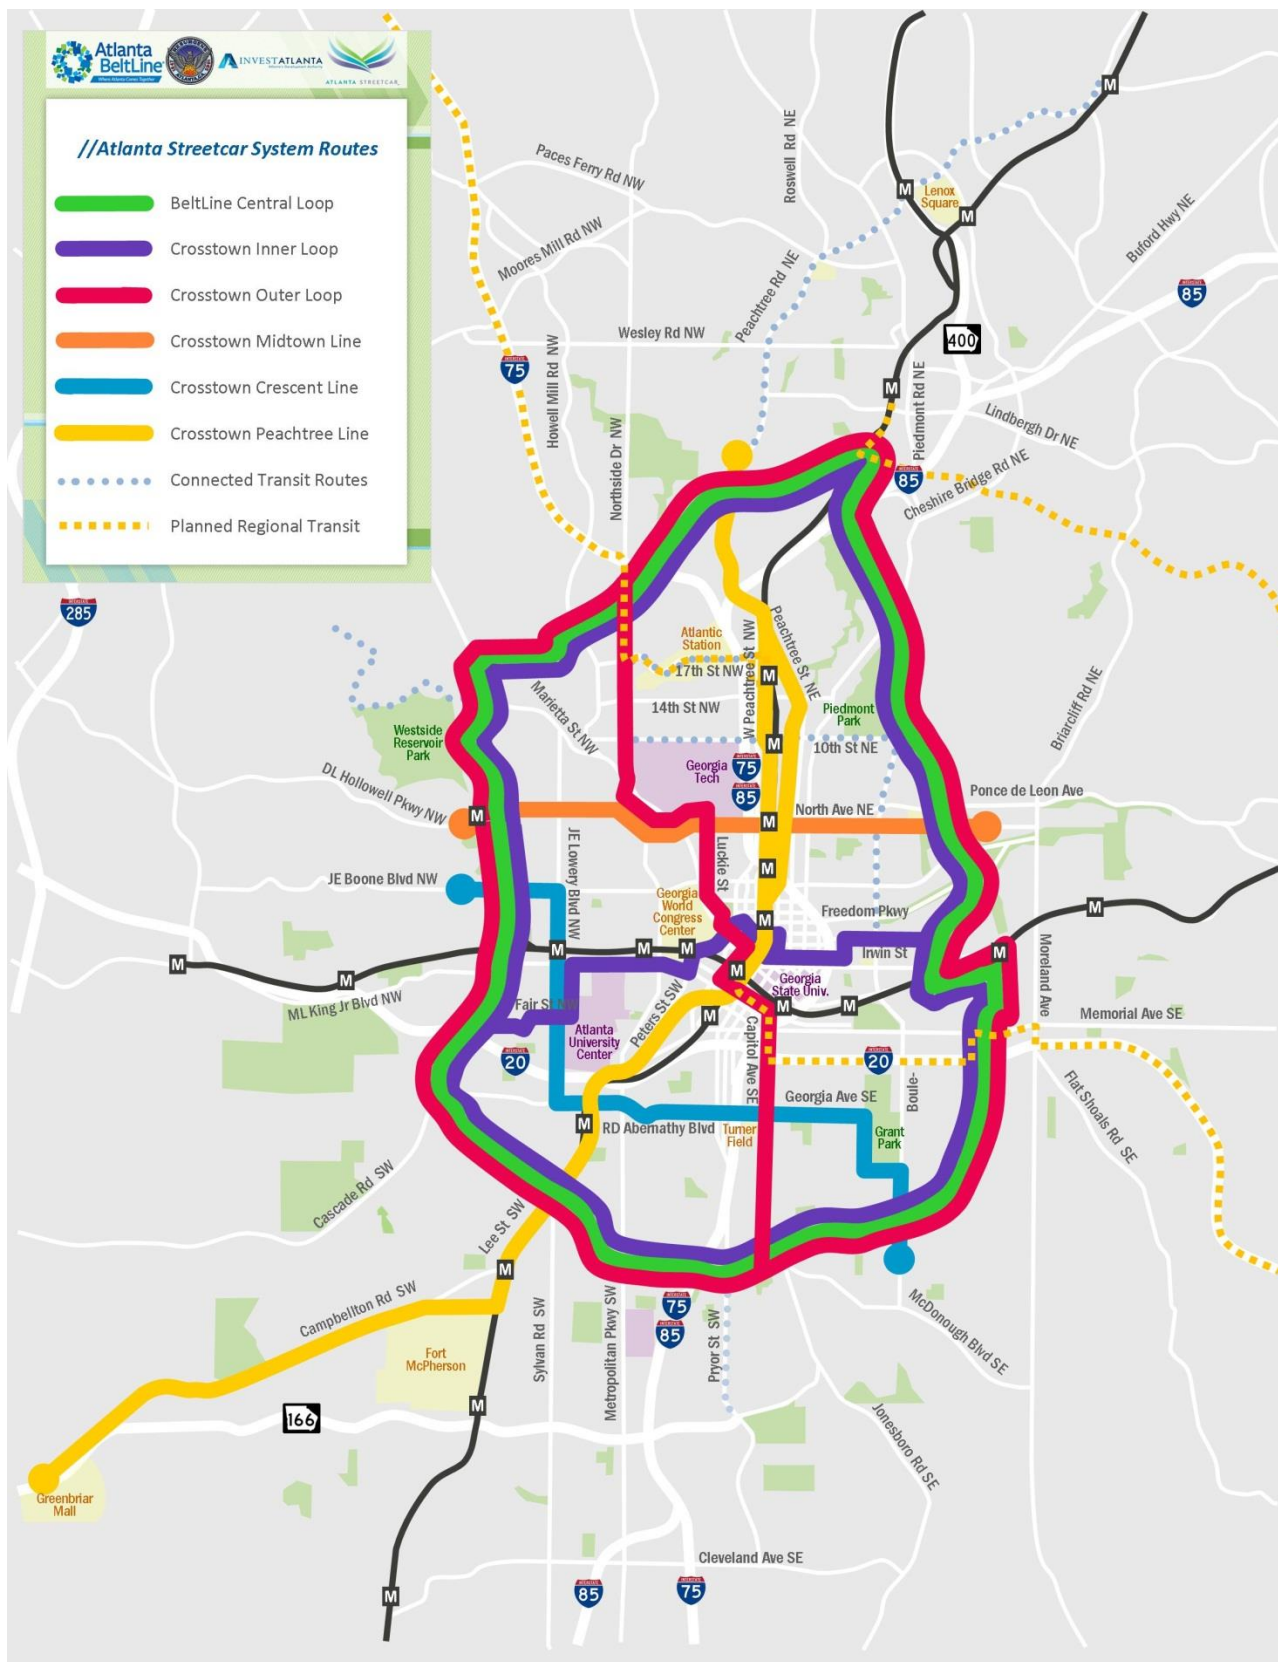 Atlanta
BeltLine
Where Atlanta Comes Together
INVEST ATLANTA
ATLANTA STREETCAR
//Atlanta Streetcar System Routes
BeltLine Central Loop
Crosstown Inner Loop
Crosstown Outer Loop
Crosstown Midtown Line
Crosstown Crescent Line
Crosstown Peachtree Line
Connected Transit Routes
Planned Regional Transit
M
Paces Ferry Rd NW
Roswell Rd NE
M
Lenox
Square
M
Buford Hwy NE
Moores Mill Rd NW
Peachtree Rd NE
85
Wesley Rd NW
400
75
Howell Mill Rd NW
Northside Dr NW
M
Piedmont Rd NE
Lindbergh Dr NE
85
Cheshire Bridge Rd NE
285
Atlantic
Station
17th St NW
W Peachtree St NW
Peachtree St NE
M
Marietta St NW
14th St NW
Piedmont
Park
Briarcliff Rd NE
Westside
Reservoir
Park
M
10th St NE
Georgia
Tech
75
85
DL Hollowell Pkwy NW
M
North Ave NE
M
Ponce de Leon Ave
JE Lowery Blvd NW
Luckie St
M
JE Boone Blvd NW
Georgia
World
Congress
Center
Freedom Pkwy
M
M
M
M
M
M
Irwin St
M
Moreland Ave
M
M
Georgia
State Univ.
M
M
ML King Jr Blvd NW
Fair St NW
Peters St SW
M
Memorial Ave SE
Atlanta
University
Center
Capitol Ave SE
20
20
Boule-
Georgia Ave SE
Flat Shoals Rd SE
M
RD Abernathy Blvd
Turner
Field
Grant
Park
Cascade Rd SW
Lee St SW
M
Campbellton Rd SW
75
85
McDonough Blvd SE
Fort
McPherson
Sylvan Rd SW
Metropolitan Pkwy SW
Pryor St SW
M
166
Jonesboro Rd SE
Greenbriar
Mall
Cleveland Ave SE
M
85
75